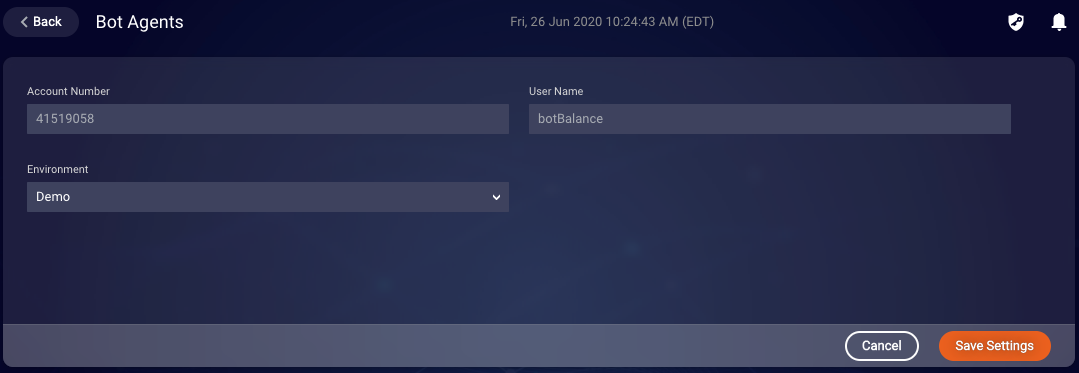 Back Bot Agents Fri, 26 Jun 2020 10:24:43 AM (EDT)
Account Number User Name
41519058 botBalance
Environment
Demo
Cancel Save Settings